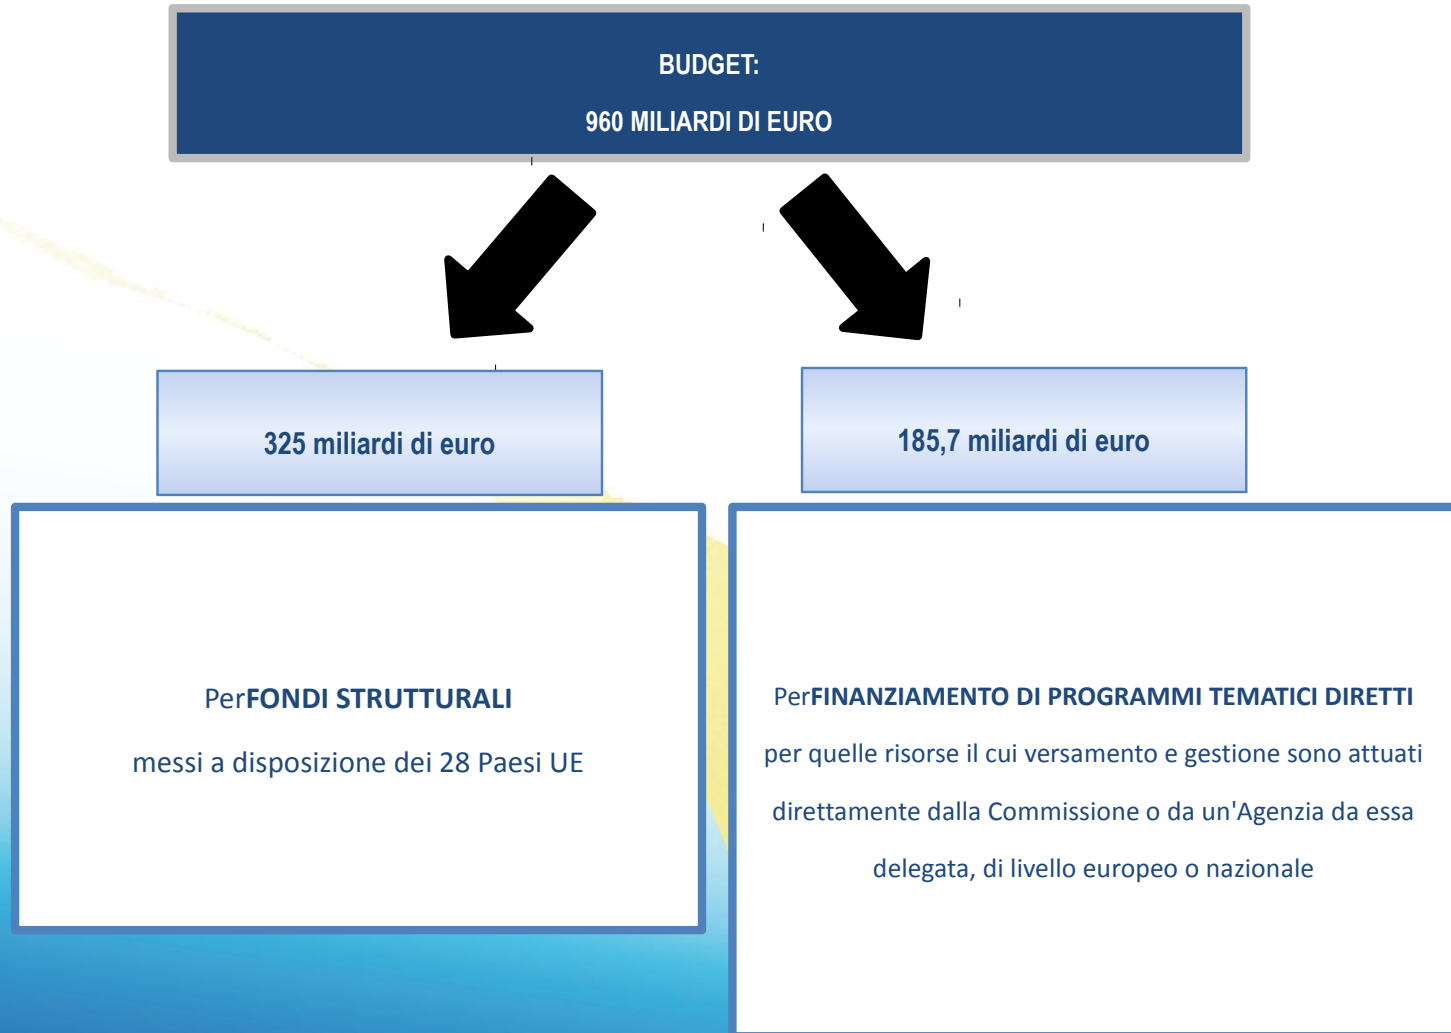 BUDGET:
960 MILIARDI DI EURO
325 miliardi di euro
185,7 miliardi di euro
PerFONDI STRUTTURALI
messi a disposizione dei 28 Paesi UE
PerFINANZIAMENTO DI PROGRAMMI TEMATICI DIRETTI
per quelle risorse il cui versamento e gestione sono attuati
direttamente dalla Commissione o da un'Agenzia da essa
delegata, di livello europeo o nazionale